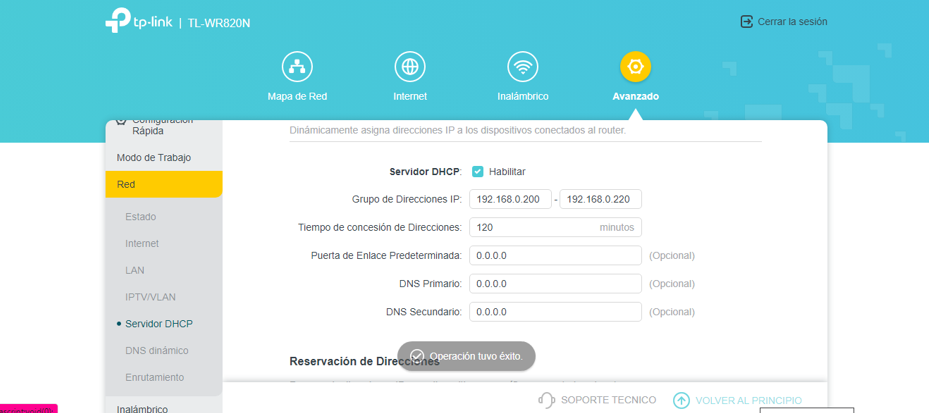 tp-link | TL-WR820N
Cerrar la sesión
Mapa de Red
Internet
Inalámbrico
Avanzado
Configuración
Rápida
Modo de Trabajo
Red
Estado
Internet
LAN
IPTV/VLAN
Servidor DHCP
DNS dinámico
Enrutamiento
Inalámbrico
Dinámicamente asigna direcciones IP a los dispositivos conectados al router.
Servidor DHCP: Habilitar
Grupo de Direcciones IP: 192.168.0.200 - 192.168.0.220
Tiempo de concesión de Direcciones: 120 minutos
Puerta de Enlace Predeterminada: 0.0.0.0 (Opcional)
DNS Primario: 0.0.0.0 (Opcional)
DNS Secundario: 0.0.0.0 (Opcional)
Operación tuvo éxito.
Reservación de Direcciones
SOPORTE TECNICO
VOLVER AL PRINCIPIO